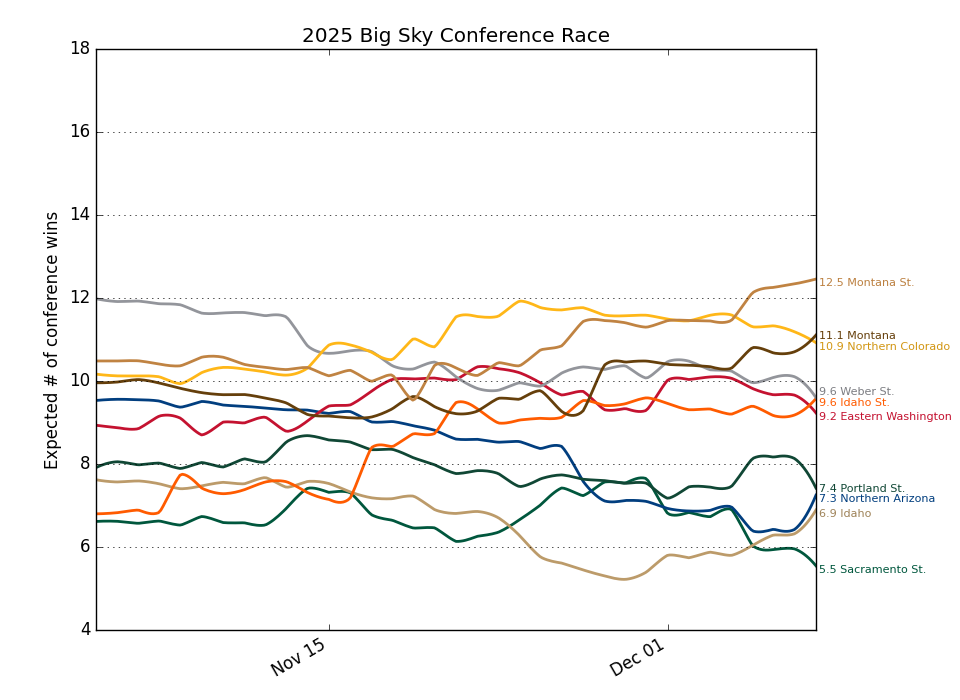 2025 Big Sky Conference Race
Expected # of conference wins
18
16
14
12
10
8
6
4
Nov 15
Dec 01
12.5 Montana St.
11.1 Montana
10.9 Northern Colorado
9.6 Weber St.
9.6 Idaho St.
9.2 Eastern Washington
7.4 Portland St.
7.3 Northern Arizona
6.9 Idaho
5.5 Sacramento St.